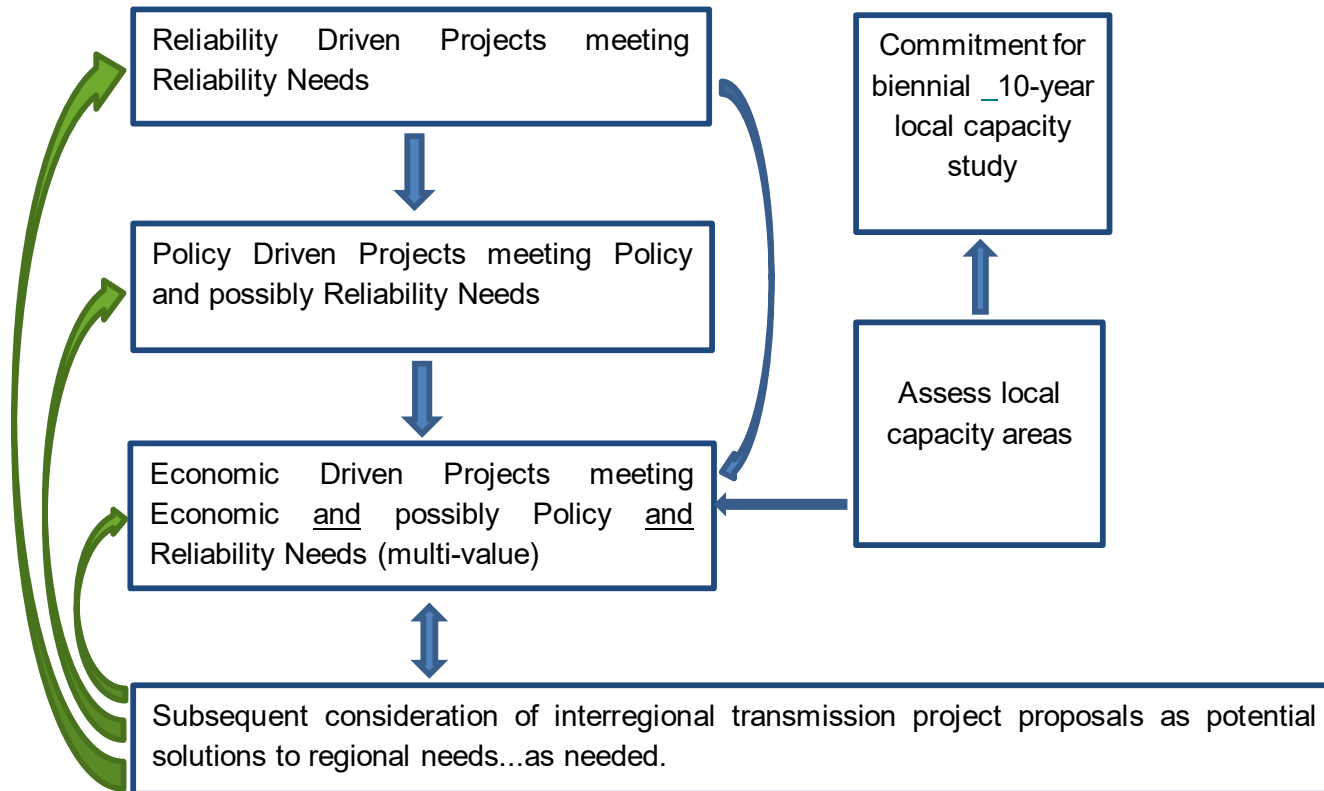 Reliability Driven Projects meeting
Reliability Needs
Commitment for
biennial _10-year
local capacity
study
Policy Driven Projects meeting Policy
and possibly Reliability Needs
Assess local
capacity areas
Economic Driven Projects meeting
Economic and possibly Policy and
Reliability Needs (multi-value)
Subsequent consideration of interregional transmission project proposals as potential
solutions to regional needs...as needed.